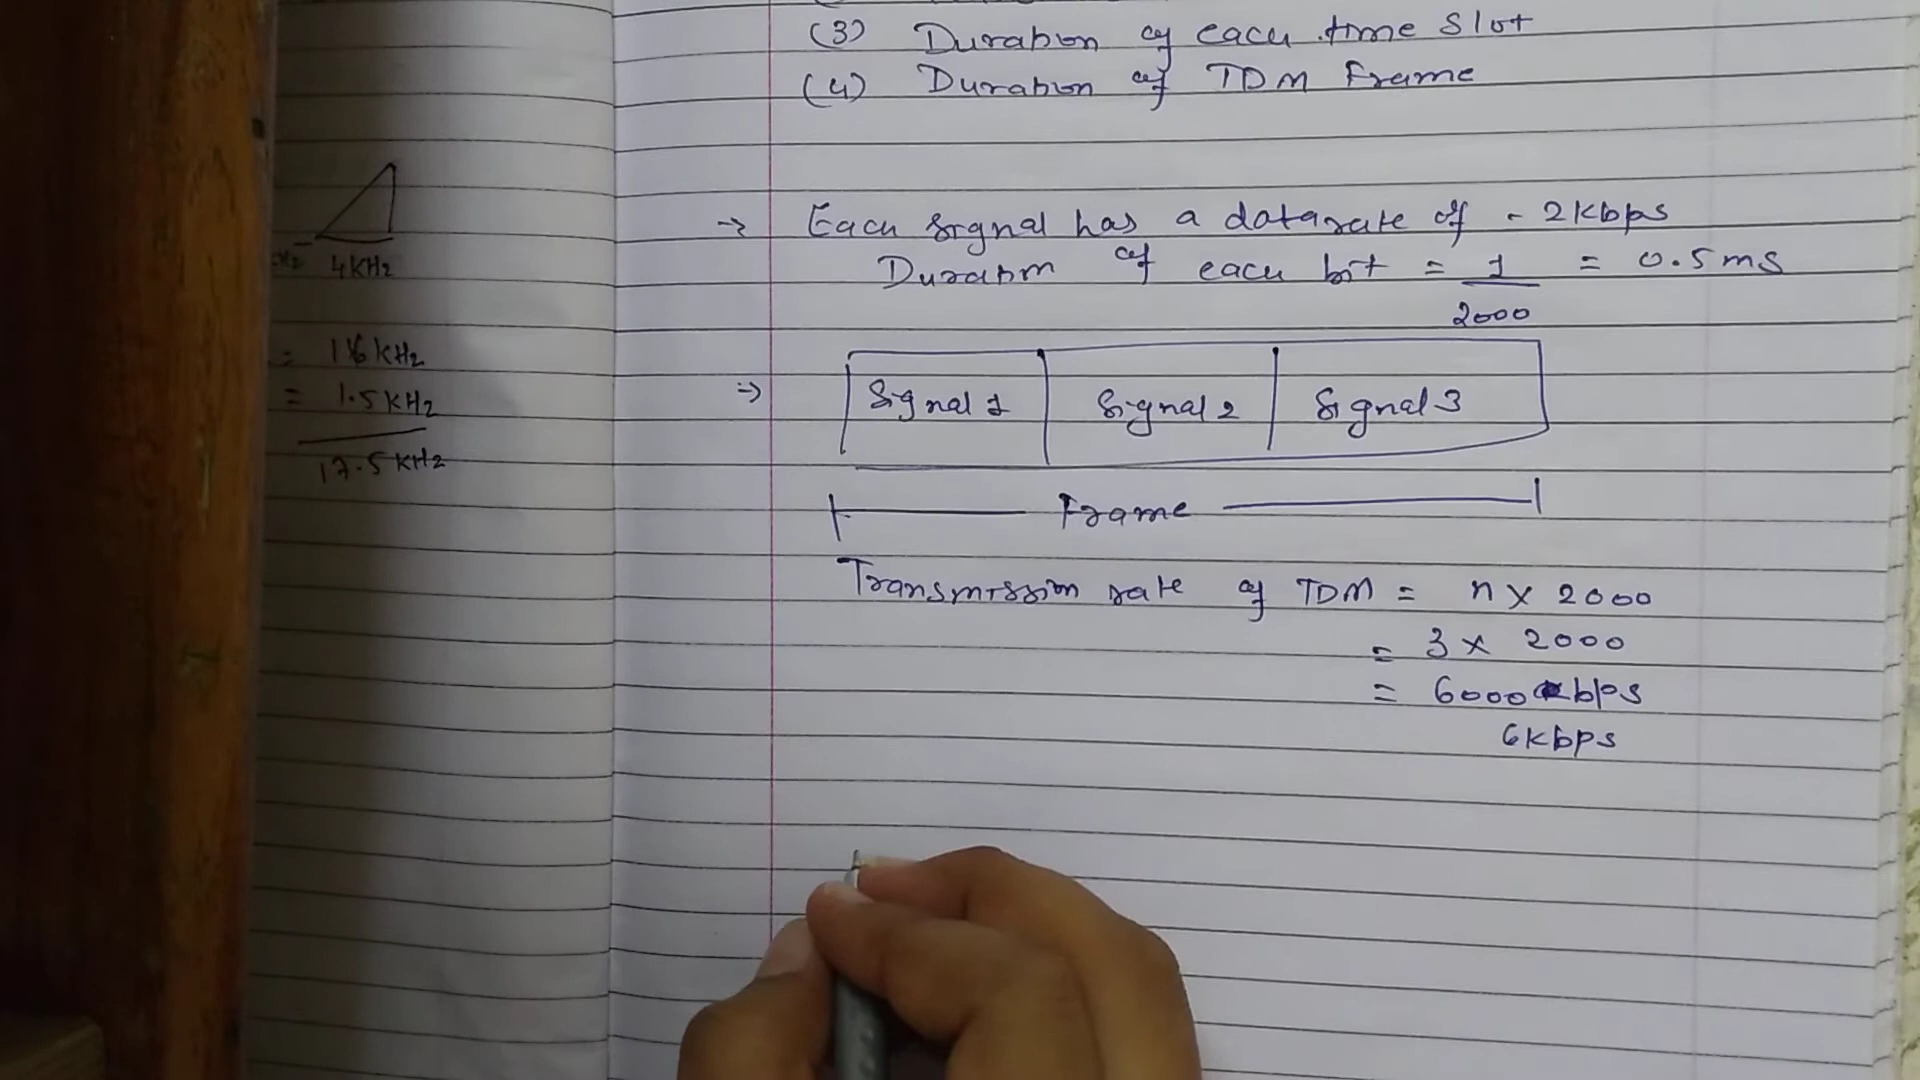 (3) Duration of each time slot
(4) Duration of TDM Frame
4KHz
= 16KHz
= 1.5KHz
17.5KHz
→ Each signal has a datarate of - 2Kbps
Duration of each bit = 1 = 0.5ms
2000
⇒ Signal 1 Signal 2 Signal 3
Frame
Transmission rate of TDM = n x 2000
= 3 x 2000
= 6000 bps
6Kbps